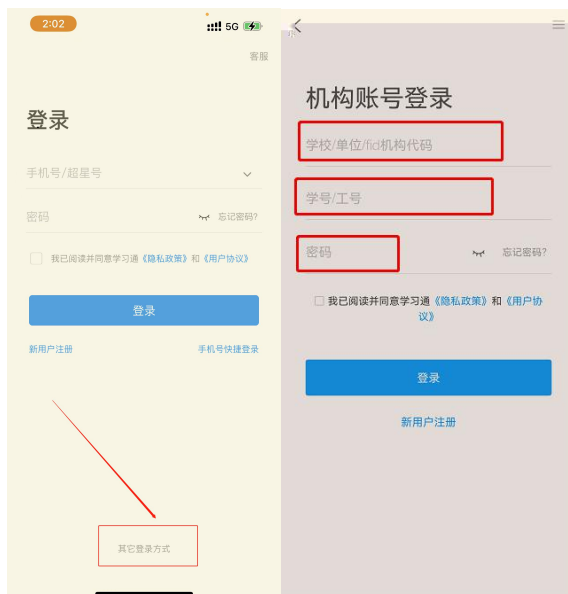 2:02
5G
客服
登录
手机号/超星号
密码
忘记密码?
我已阅读并同意学习通《隐私政策》和《用户协议》
登录
新用户注册
手机号快捷登录
其它登录方式
机构账号登录
学校/单位/fid机构代码
学号/工号
密码
忘记密码?
我已阅读并同意学习通《隐私政策》和《用户协
议》
登录
新用户注册